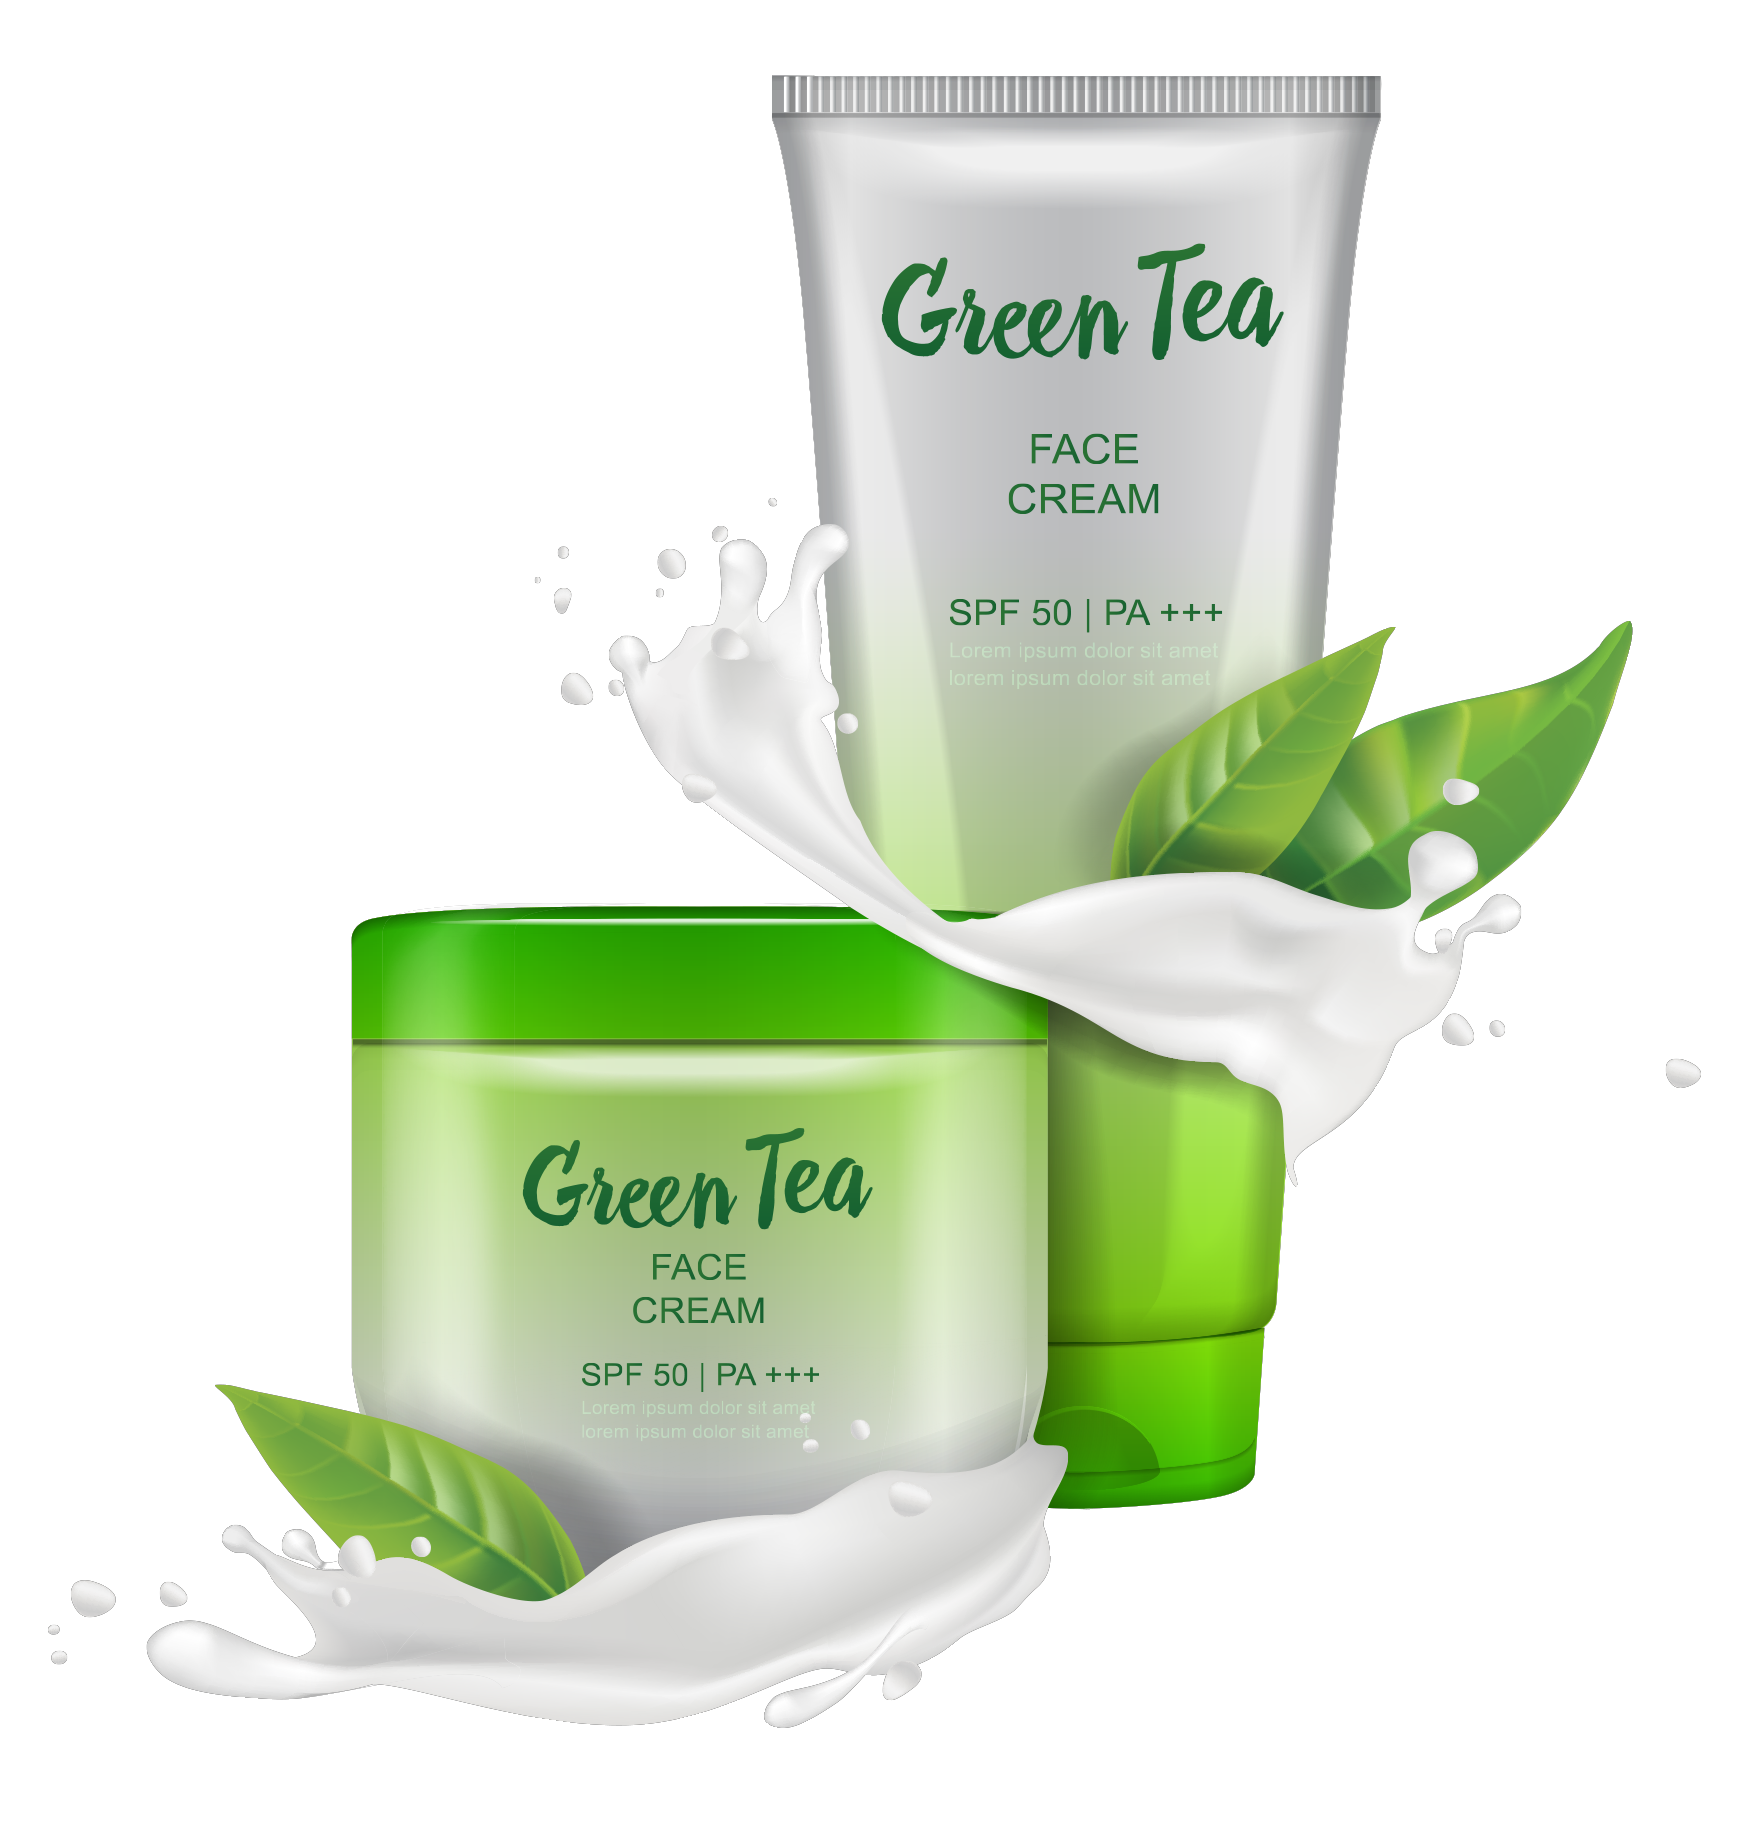 Green Tea
FACE
CREAM
SPF 50 | PA +++
Lorem ipsum dolor sit amet
lorem ipsum dolor sit amet
Green Tea
FACE
CREAM
SPF 50 | PA +++
Lorem ipsum dolor sit amet
lorem ipsum dolor sit amet